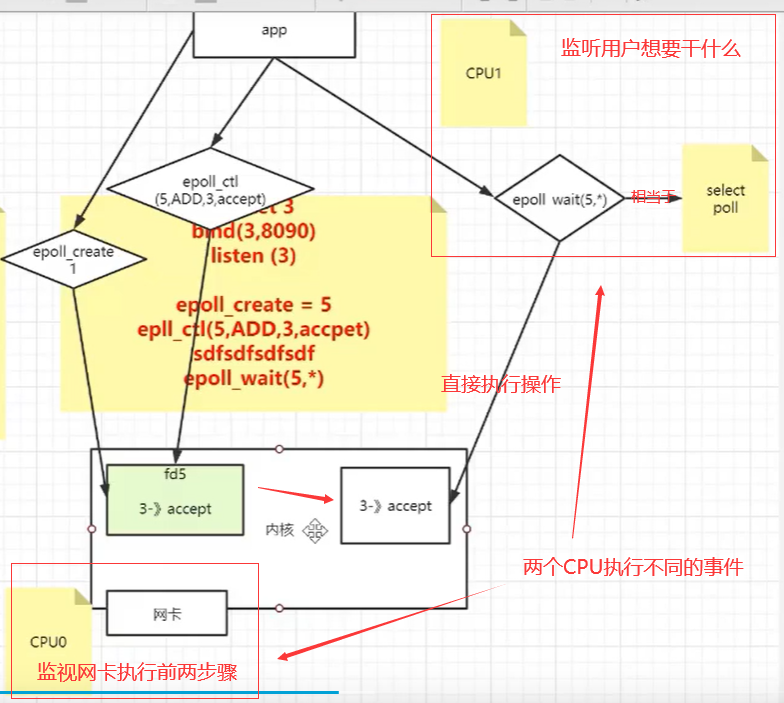 app
CPU1
监听用户想要干什么
epoll_ctl
(5,ADD,3,accept)
epoll wait(5,*)
相当于
select
poll
epoll_create
1
3
bind(3,8090)
listen (3)
epoll_create = 5
epll_ctl(5,ADD,3,accpet)
sdfsdfsdfsdf
epoll_wait(5,*)
直接执行操作
fd5
3-》accept
内核
3-》accept
两个CPU执行不同的事件
网卡
CPU0
监视网卡执行前两步骤